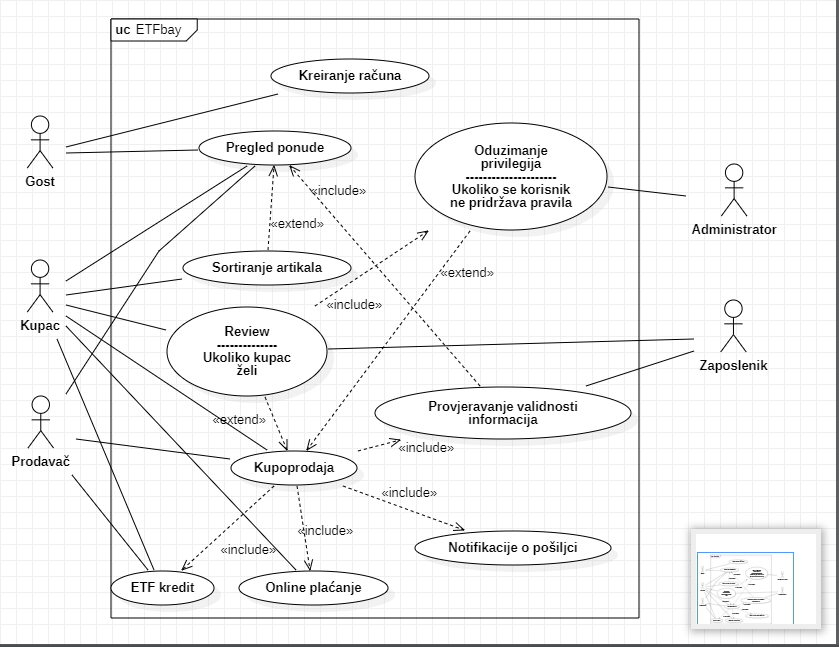 uc ETFbay
Kreiranje računa
Gost
Pregled ponude
Oduzimanje
privilegija
--------------------
Ukoliko se korisnik
ne pridržava pravila
Administrator
«include»
«extend»
Kupac
Sortiranje artikala
«extend»
«include»
Review
-------------
Ukoliko kupac
želi
Zaposlenik
Provjeravanje validnosti
informacija
«extend»
Prodavač
Kupoprodaja
«include»
«include»
«include»
«include»
Notifikacije o pošiljci
ETF kredit
Online plaćanje